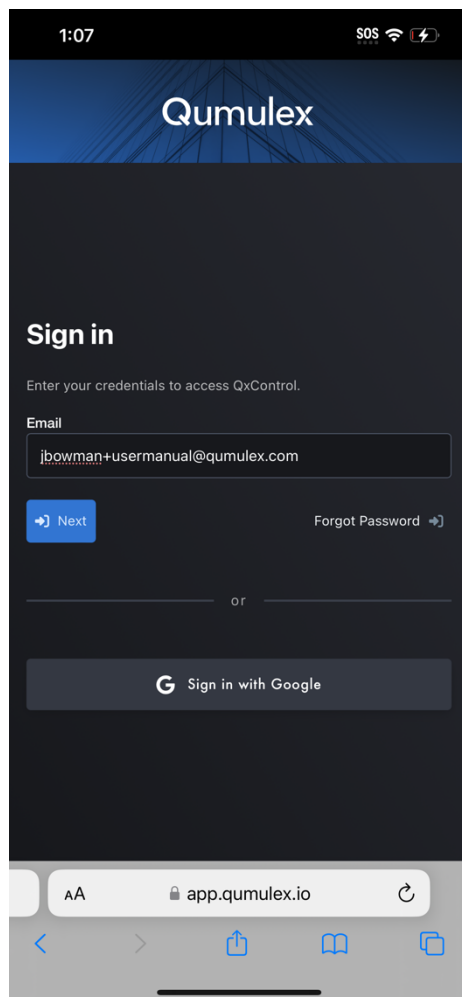 1:07 SOS
Qumulex
Sign in
Enter your credentials to access QxControl.
Email
jbowman+usermanual@qumulex.com
Next Forgot Password
or
G Sign in with Google
AA app.qumulex.io